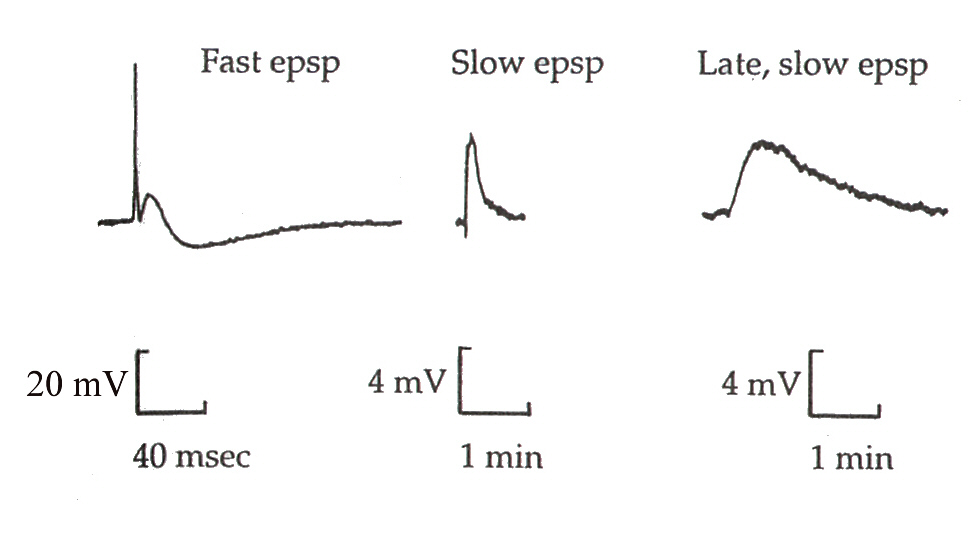 Fast epsp
Slow epsp
Late, slow epsp
20 mV
40 msec
4 mV
1 min
4 mV
1 min